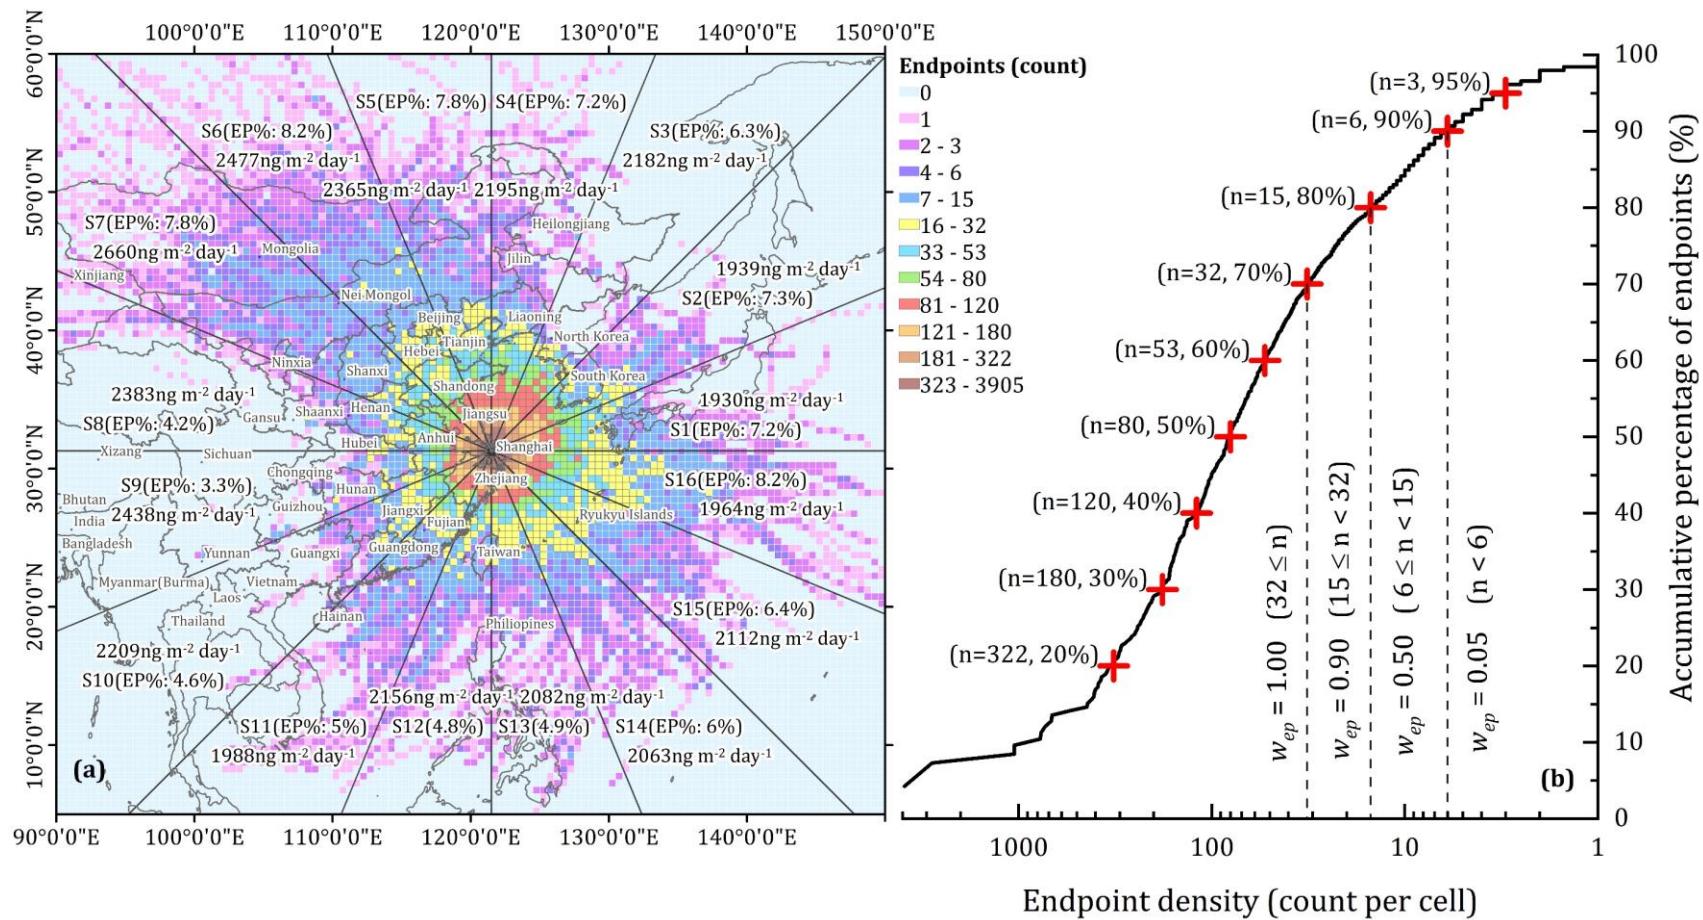 100°0'0"E 110°0'0"E 120°0'0"E 130°0'0"E 140°0'0"E 150°0'0"E
60°0'0"N
50°0'0"N
40°0'0"N
30°0'0"N
20°0'0"N
10°0'0"N
90°0'0"E 100°0'0"E 110°0'0"E 120°0'0"E 130°0'0"E 140°0'0"E
S5(EP%: 7.8%) S4(EP%: 7.2%)
S6(EP%: 8.2%)
S3(EP%: 6.3%)
2477ng m-2 day-1
2182ng m-2 day-1
2365ng m-2 day-1 2195ng m-2 day-1
S7(EP%: 7.8%)
Heilongjiang
2660ng m-2 day-1
Mongolia
Jilin
Xinjiang
1939ng m-2 day-1
Nei Mongol
S2(EP%: 7.3%)
Beijing
Liaoning
Tianjin
North Korea
Hebei
Ninxia
Shanxi
South Korea
Shandong
2383ng m-2 day-1
1930ng m-2 day-1
Shaanxi
Henan
Jiangsu
Gansu
S8(EP%: 4.2%)
S1(EP%: 7.2%)
Hubei
Anhui
Shanghai
Xizang
Sichuan
Chongqing
Zhejiang
S16(EP%: 8.2%)
S9(EP%: 3.3%)
Hunan
Bhutan
Guizhou
1964ng m-2 day-1
2438ng m-2 day-1
Jiangxi
Ryukyu Islands
India
Fujian
Bangladesh
Yunnan
Guangxi
Guangdong
Taiwan
Myanmar(Burma)
Vietnam
Laos
S15(EP%: 6.4%)
Thailand
Hainan
Philiopines
2112ng m-2 day-1
2209ng m-2 day-1
S10(EP%: 4.6%)
2156ng m-2 day-1 2082ng m-2 day-1
S11(EP%: 5%)
S12(4.8%)
S13(4.9%)
S14(EP%: 6%)
1988ng m-2 day-1
2063ng m-2 day-1
(a)
Endpoints (count)
0
1
2 - 3
4 - 6
7 - 15
16 - 32
33 - 53
54 - 80
81 - 120
121 - 180
181 - 322
323 - 3905
(n=3, 95%)
(n=6, 90%)
(n=15, 80%)
(n=32, 70%)
(n=53, 60%)
(n=80, 50%)
(n=120, 40%)
(n=180, 30%)
(n=322, 20%)
wep = 1.00 (32 ≤ n)
wep = 0.90 (15 ≤ n < 32)
wep = 0.50 ( 6 ≤ n < 15)
wep = 0.05 (n < 6)
(b)
100
90
80
70
60
50
40
30
20
10
0
Accumulative percentage of endpoints (%)
1000 100 10 1
Endpoint density (count per cell)